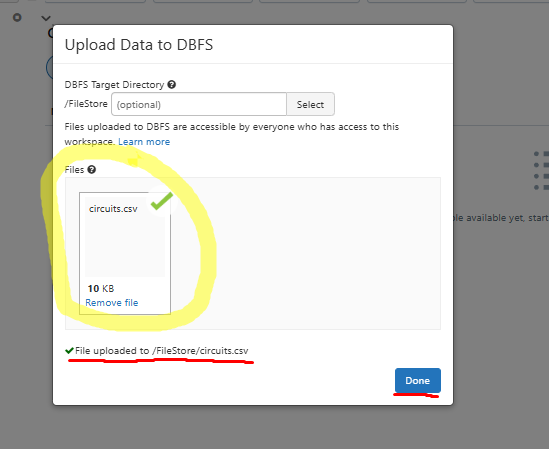 Upload Data to DBFS
DBFS Target Directory
/FileStore (optional) Select
Files uploaded to DBFS are accessible by everyone who has access to this
workspace. Learn more
Files
circuits.csv
10 KB
Remove file
ble available yet, start
File uploaded to /FileStore/circuits.csv
Done